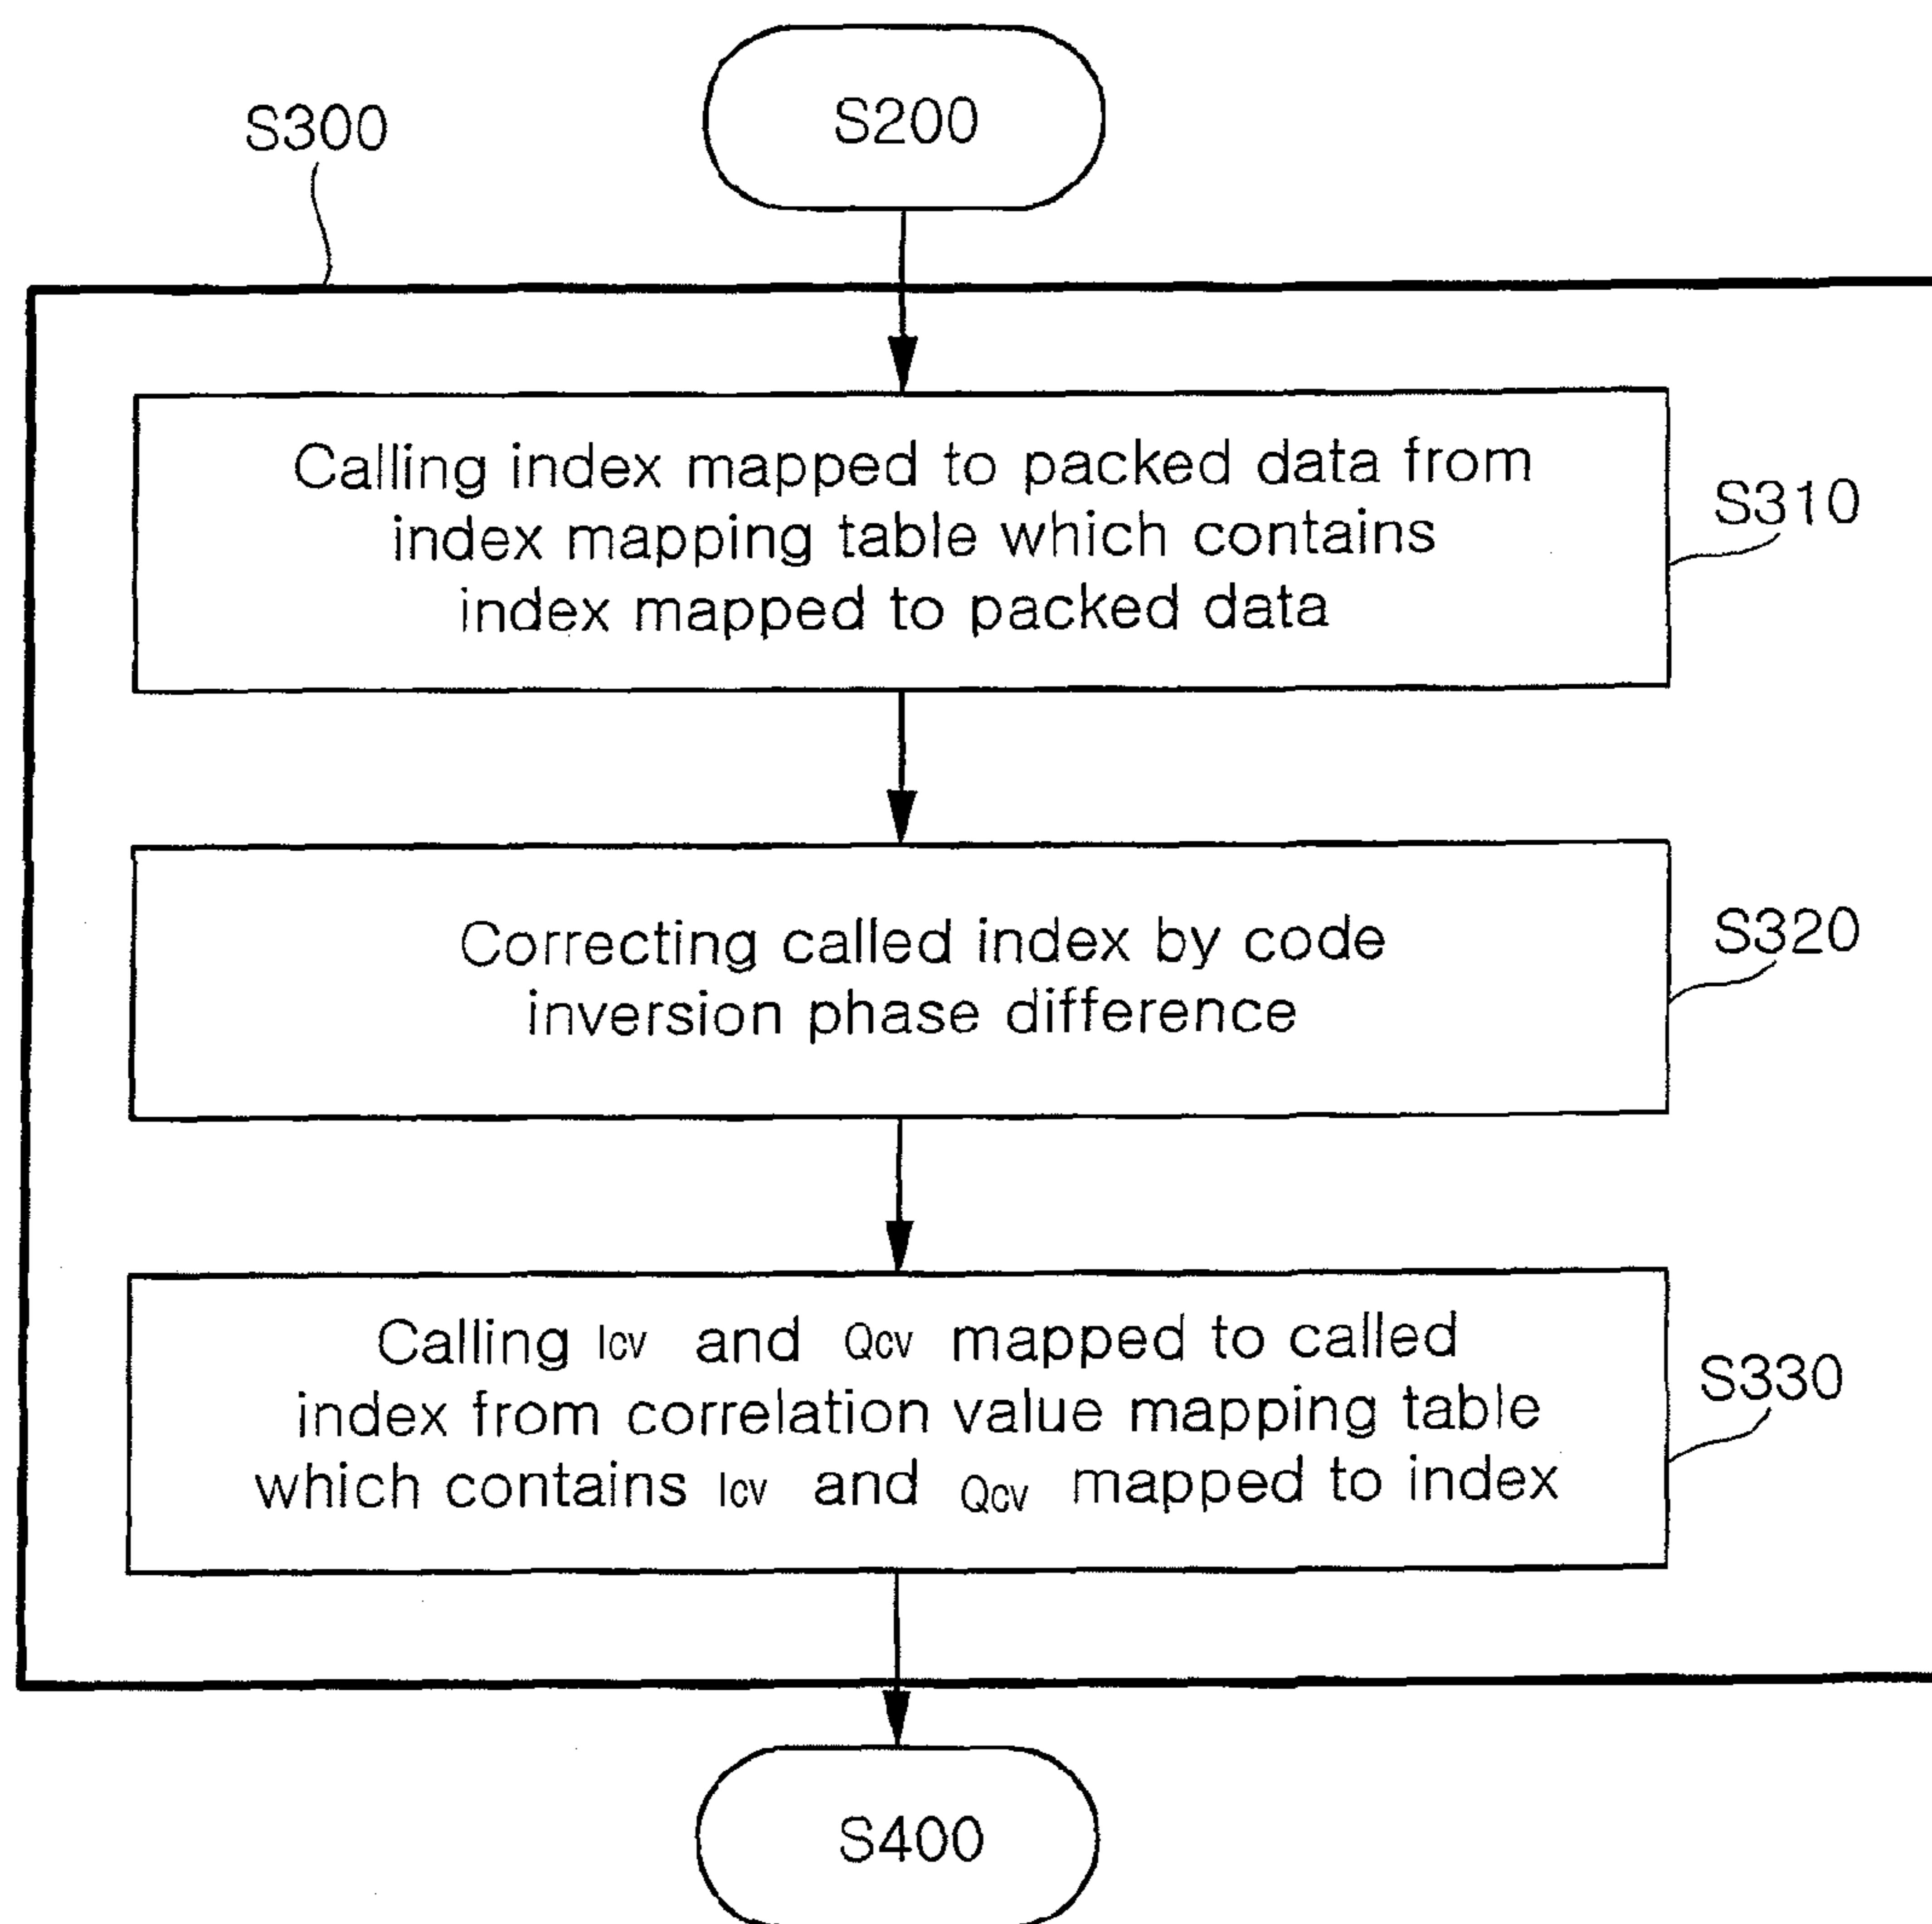 S200
S300
Calling index mapped to packed data from
index mapping table which contains
index mapped to packed data
S310
Correcting called index by code
inversion phase difference
S320
Calling Icv and Qcv mapped to called
index from correlation value mapping table
which contains Icv and Qcv mapped to index
S330
S400